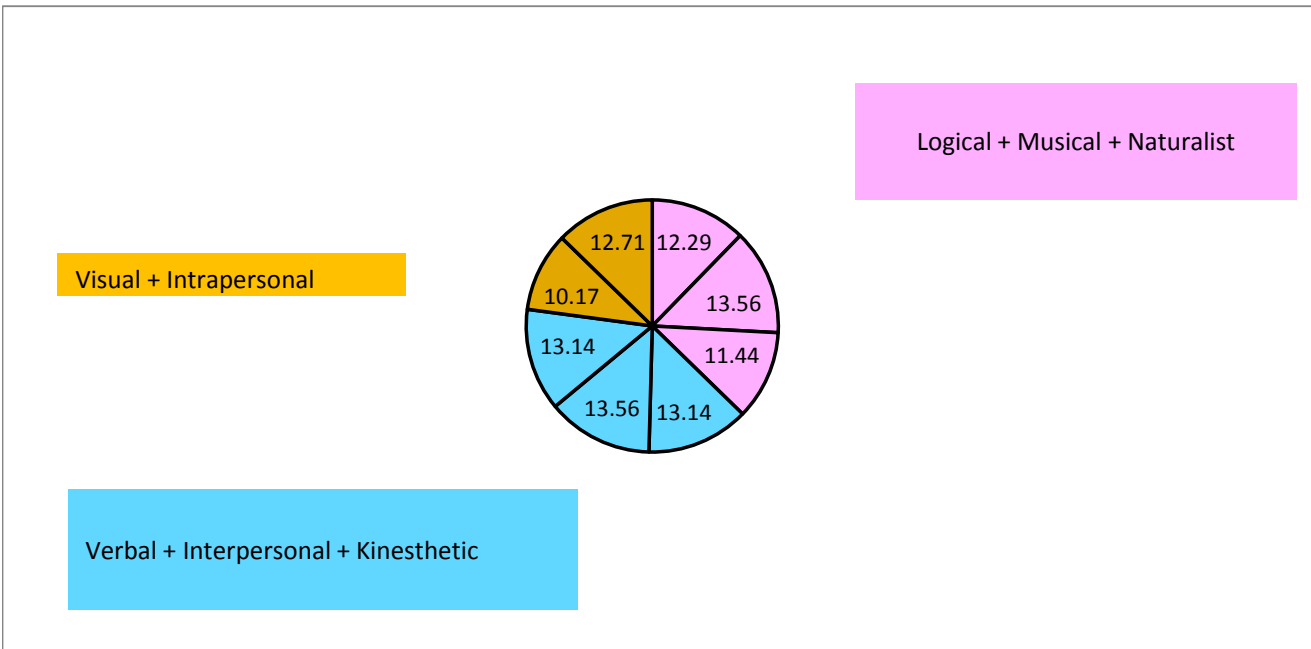 Logical + Musical + Naturalist
12.71 12.29
Visual + Intrapersonal
10.17 13.56
13.14 11.44
13.56 13.14
Verbal + Interpersonal + Kinesthetic